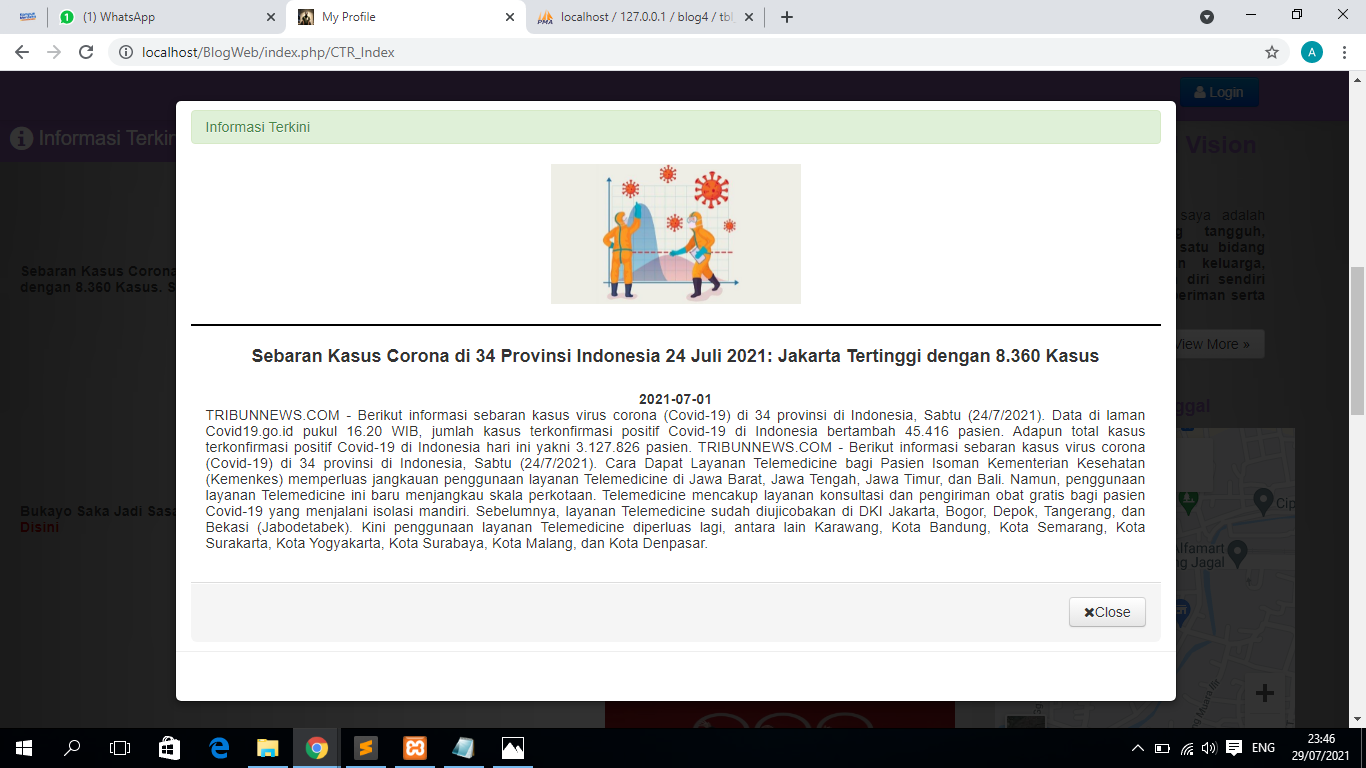 (1) WhatsApp
My Profile
localhost / 127.0.0.1 / blog4 / tbl
localhost/BlogWeb/index.php/CTR_Index
A
Login
Informasi Terkin
Vision
Informasi Terkini
saya adalah
tangguh,
satu bidang
keluarga,
diri sendiri
serta
Sebaran Kasus Corona
dengan 8.360 Kasus. S
View More »
Sebaran Kasus Corona di 34 Provinsi Indonesia 24 Juli 2021: Jakarta Tertinggi dengan 8.360 Kasus
2021-07-01
TRIBUNNEWS.COM - Berikut informasi sebaran kasus virus corona (Covid-19) di 34 provinsi di Indonesia, Sabtu (24/7/2021). Data di laman
Covid19.go.id pukul 16.20 WIB, jumlah kasus terkonfirmasi positif Covid-19 di Indonesia bertambah 45.416 pasien. Adapun total kasus
terkonfirmasi positif Covid-19 di Indonesia hari ini yakni 3.127.826 pasien. TRIBUNNEWS.COM - Berikut informasi sebaran kasus virus corona
(Covid-19) di 34 provinsi di Indonesia, Sabtu (24/7/2021). Cara Dapat Layanan Telemedicine bagi Pasien Isoman Kementerian Kesehatan
(Kemenkes) memperluas jangkauan penggunaan layanan Telemedicine di Jawa Barat, Jawa Tengah, Jawa Timur, dan Bali. Namun, penggunaan
layanan Telemedicine ini baru menjangkau skala perkotaan. Telemedicine mencakup layanan konsultasi dan pengiriman obat gratis bagi pasien
Covid-19 yang menjalani isolasi mandiri. Sebelumnya, layanan Telemedicine sudah diujicobakan di DKI Jakarta, Bogor, Depok, Tangerang, dan
Bekasi (Jabodetabek). Kini penggunaan layanan Telemedicine diperluas lagi, antara lain Karawang, Kota Bandung, Kota Semarang, Kota
Surakarta, Kota Yogyakarta, Kota Surabaya, Kota Malang, dan Kota Denpasar.
Bukayo Saka Jadi Sasa
Disini
Cip
Alfamart
Jagal
Close
ENG
23:46
29/07/2021